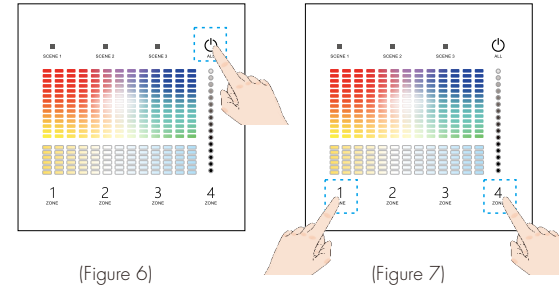 SCENE 1 SCENE 2 SCENE 3 ALL
1 2 3 4
ZONE ZONE ZONE ZONE
(Figure 6)
SCENE 1 SCENE 2 SCENE 3 ALL
1 2 3 4
ZONE ZONE
(Figure 7)